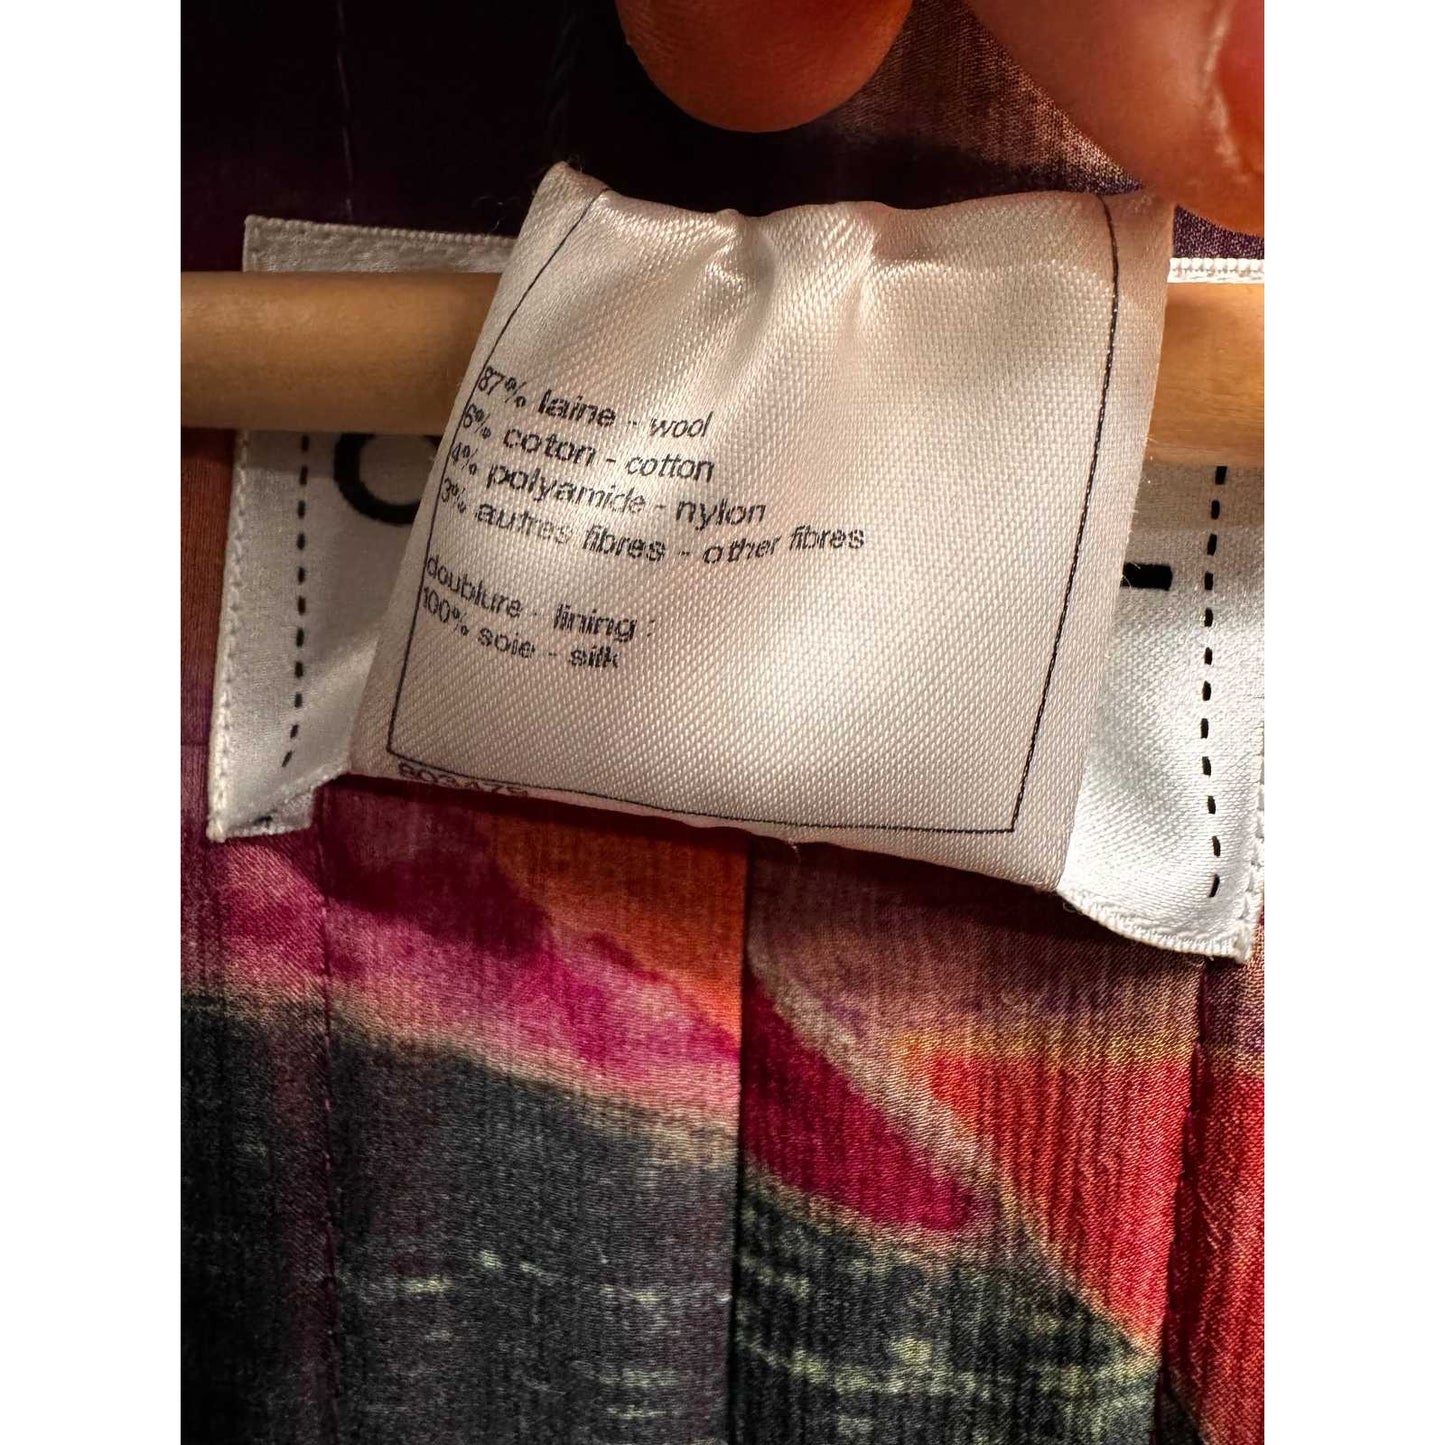 87% laine - wool
6% coton - cotton
4% polyamide - nylon
3% autres fibres - other fibres
doublure - lining :
100% soie - silk